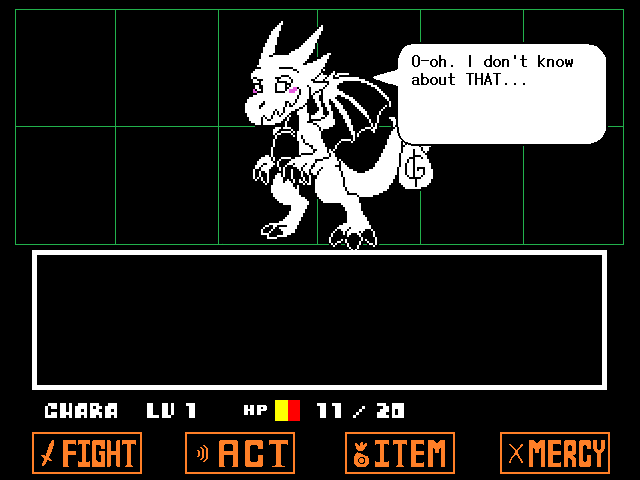 O-oh. I don't know
about THAT...
G
CHARA LV 1 HP 11 / 20
FIGHT ACT ITEM MERCY